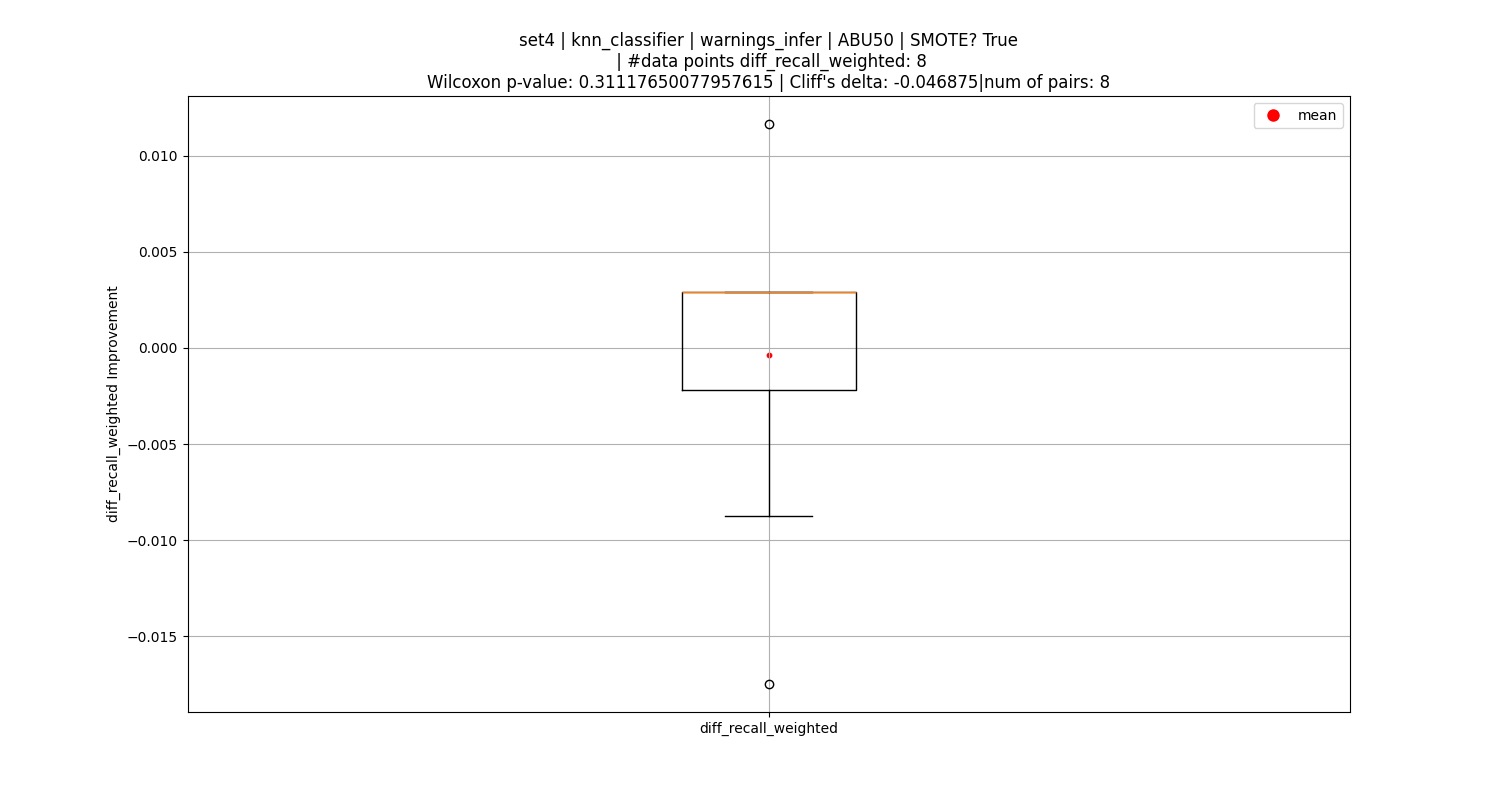 set4 | knn_classifier | warnings_infer | ABU50 | SMOTE? True
| #data points diff_recall_weighted: 8
Wilcoxon p-value: 0.31117650077957615 | Cliff's delta: -0.046875|num of pairs: 8
mean
0.010
0.005
0.000
−0.005
−0.010
−0.015
diff_recall_weighted Improvement
diff_recall_weighted